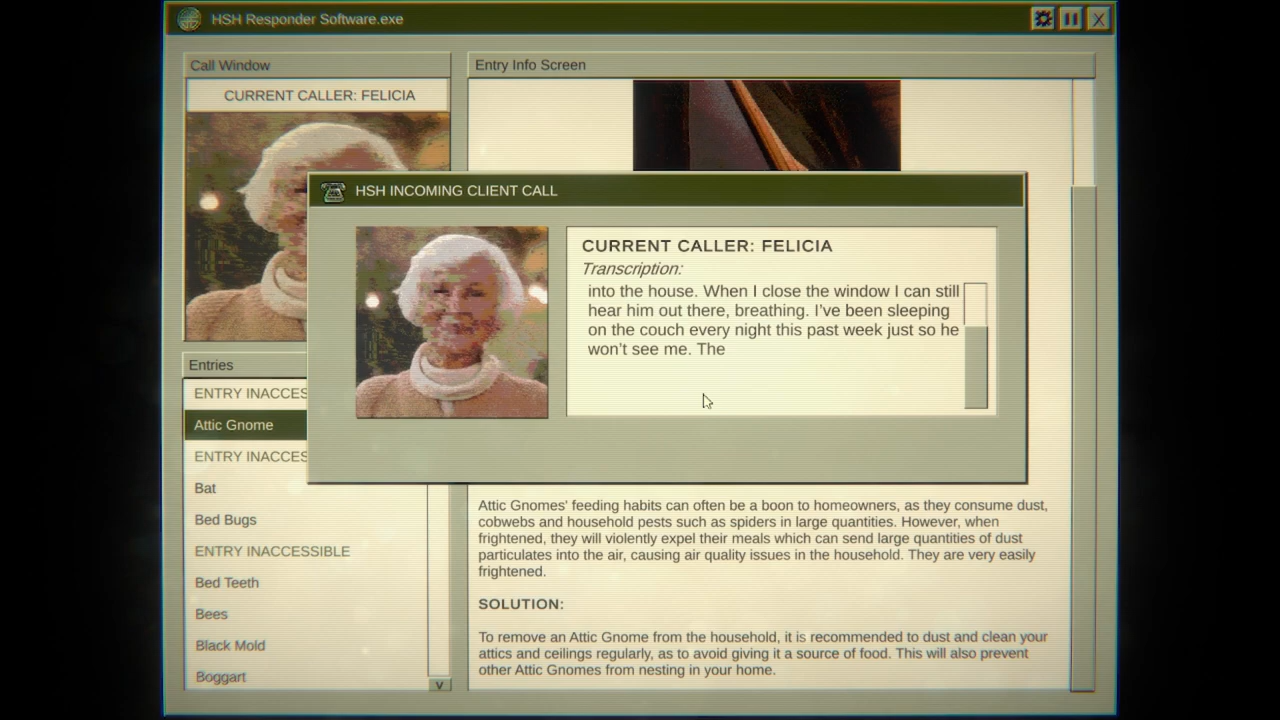 HSH Responder Software.exe
X
Call Window
CURRENT CALLER: FELICIA
Entries
ENTRY INACCES
Attic Gnome
ENTRY INACCES
Bat
Bed Bugs
ENTRY INACCESSIBLE
Bed Teeth
Bees
Black Mold
Boggart
V
Entry Info Screen
HSH INCOMING CLIENT CALL
CURRENT CALLER: FELICIA
Transcription:
into the house. When I close the window I can still
hear him out there, breathing. I've been sleeping
on the couch every night this past week just so he
won't see me. The
Attic Gnomes' feeding habits can often be a boon to homeowners, as they consume dust,
cobwebs and household pests such as spiders in large quantities. However, when
frightened, they will violently expel their meals which can send large quantities of dust
particulates into the air, causing air quality issues in the household. They are very easily
frightened.
SOLUTION:
To remove an Attic Gnome from the household, it is recommended to dust and clean your
attics and ceilings regularly, as to avoid giving it a source of food. This will also prevent
other Attic Gnomes from nesting in your home.